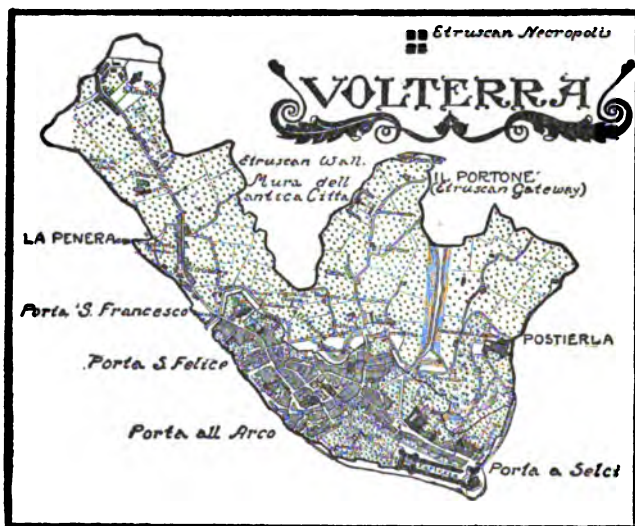 Etruscan Necropolis
VOLTERRA
Etruscan Wall.
Mura dell
antica Citta
IL PORTONE
(Etruscan Gateway)
LA PENERA
Porta S. Francesco
Porta S. Felice
POSTIERLA
Porta all Arco
Porta a Selci